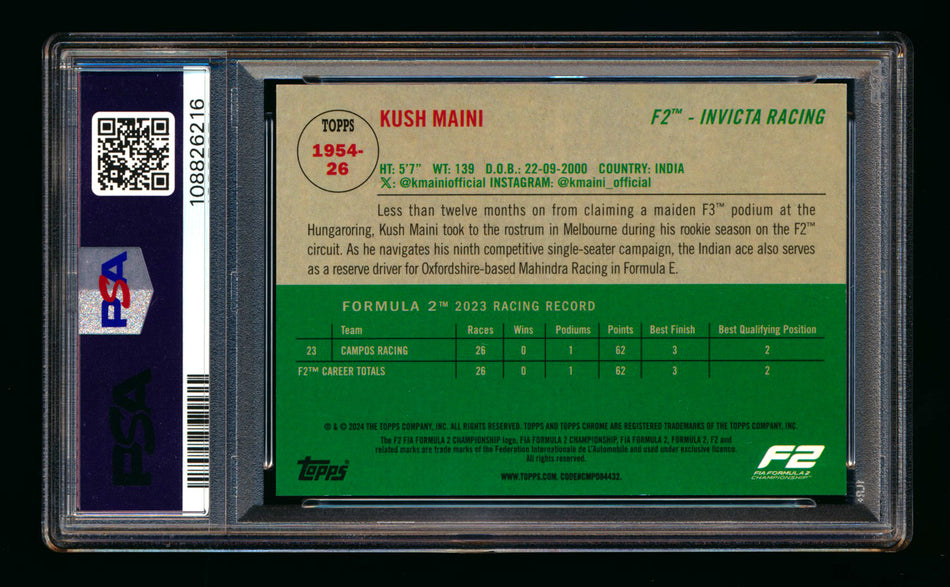 108826216
PSA
PSA
TOPPS
1954-
26
KUSH MAINI
F2™ - INVICTA RACING
HT: 5'7" WT: 139 D.O.B.: 22-09-2000 COUNTRY: INDIA
𝕏: @kmainiofficial INSTAGRAM: @kmaini_official
Less than twelve months on from claiming a maiden F3™ podium at the
Hungaroring, Kush Maini took to the rostrum in Melbourne during his rookie season on the F2™
circuit. As he navigates his ninth competitive single-seater campaign, the Indian ace also serves
as a reserve driver for Oxfordshire-based Mahindra Racing in Formula E.
FORMULA 2™ 2023 RACING RECORD
Team Races Wins Podiums Points Best Finish Best Qualifying Position
23 CAMPOS RACING 26 0 1 62 3 2
F2™ CAREER TOTALS 26 0 1 62 3 2
® & © 2024 THE TOPPS COMPANY, INC. ALL RIGHTS RESERVED. TOPPS AND TOPPS CHROME ARE REGISTERED TRADEMARKS OF THE TOPPS COMPANY, INC.
The F2 FIA FORMULA 2 CHAMPIONSHIP logo, FIA FORMULA 2 CHAMPIONSHIP, FIA FORMULA 2, FORMULA 2, F2 and
related marks are trade marks of the Fédération Internationale de L'Automobile and used under exclusive licence.
All rights reserved.
topps
WWW.TOPPS.COM. CODE#CMP084432.
F2
FIA FORMULA 2
CHAMPIONSHIP™